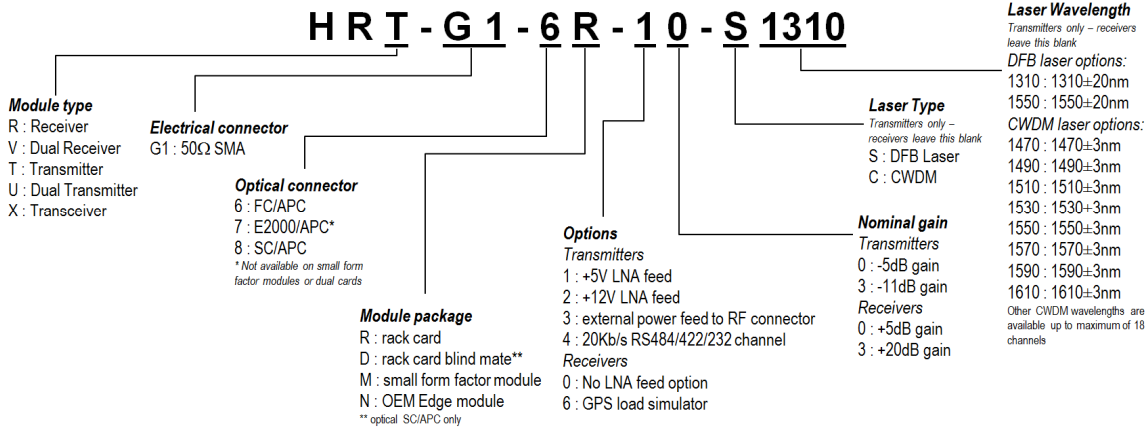 HRT-G1-6R-10-S1310
Module type
R : Receiver
V : Dual Receiver
T : Transmitter
U : Dual Transmitter
X : Transceiver
Electrical connector
G1 : 50Ω SMA
Optical connector
6 : FC/APC
7 : E2000/APC*
8 : SC/APC
* Not available on small form
factor modules or dual cards
Module package
R : rack card
D : rack card blind mate**
M : small form factor module
N : OEM Edge module
** optical SC/APC only
Options
Transmitters
1 : +5V LNA feed
2 : +12V LNA feed
3 : external power feed to RF connector
4 : 20Kb/s RS484/422/232 channel
Receivers
0 : No LNA feed option
6 : GPS load simulator
Nominal gain
Transmitters
0 : -5dB gain
3 : -11dB gain
Receivers
0 : +5dB gain
3 : +20dB gain
Laser Type
Transmitters only –
receivers leave this blank
S : DFB Laser
C : CWDM
Laser Wavelength
Transmitters only – receivers
leave this blank
DFB laser options:
1310 : 1310±20nm
1550 : 1550±20nm
CWDM laser options:
1470 : 1470±3nm
1490 : 1490±3nm
1510 : 1510±3nm
1530 : 1530±3nm
1550 : 1550±3nm
1570 : 1570±3nm
1590 : 1590±3nm
1610 : 1610±3nm
Other CWDM wavelengths are
available up to maximum of 18
channels